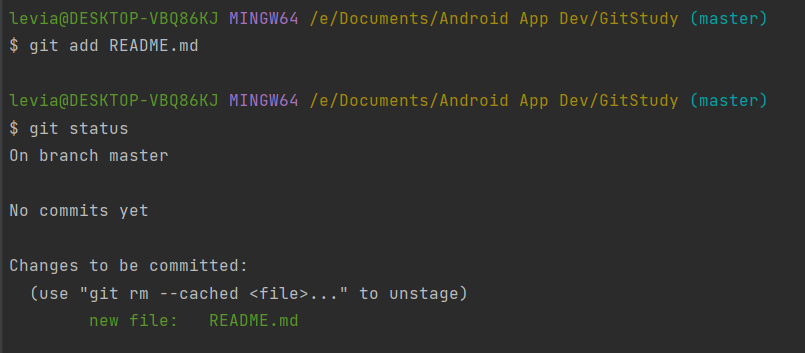 levia@DESKTOP-VBQ86KJ MINGW64 /e/Documents/Android App Dev/GitStudy (master)
$ git add README.md
levia@DESKTOP-VBQ86KJ MINGW64 /e/Documents/Android App Dev/GitStudy (master)
$ git status
On branch master
No commits yet
Changes to be committed:
  (use "git rm --cached <file>..." to unstage)
        new file:   README.md